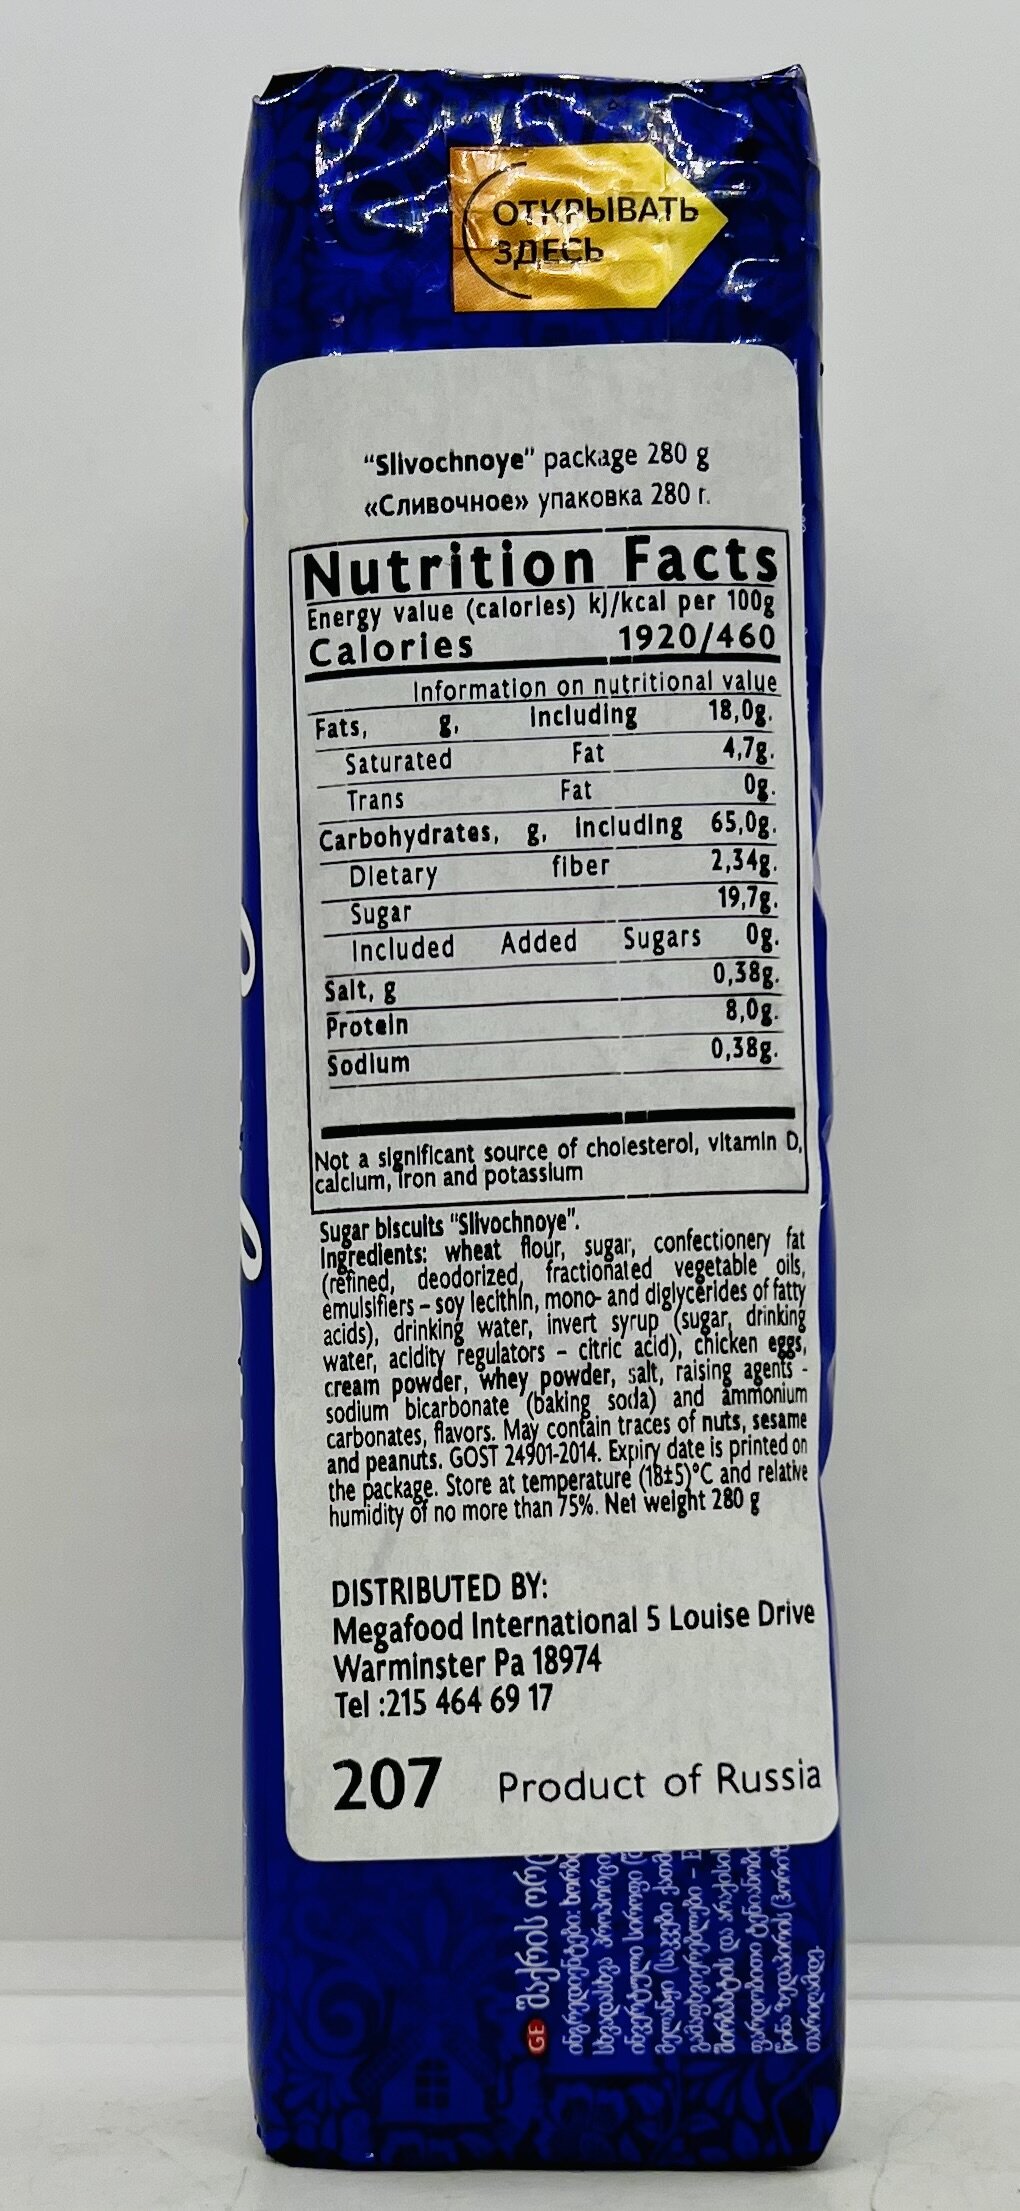 ОТКРЫВАТЬ
ЗДЕСЬ
"Slivochnoye" package 280 g
«Сливочное» упаковка 280 г.
Nutrition Facts
Energy value (calories) kJ/kcal per 100g
Calories 1920/460
Information on nutritional value
Fats, g, including 18,0g.
Saturated Fat 4,7g.
Trans Fat 0g.
Carbohydrates, g, including 65,0g.
Dietary fiber 2,34g.
Sugar 19,7g.
Included Added Sugars 0g.
Salt, g 0,38g.
Protein 8,0g.
Sodium 0,38g.
Not a significant source of cholesterol, vitamin D,
calcium, iron and potassium
Sugar biscuits "Slivochnoye".
Ingredients: wheat flour, sugar, confectionery fat
(refined, deodorized, fractionated vegetable oils,
emulsifiers – soy lecithin, mono- and diglycerides of fatty
acids), drinking water, invert syrup (sugar, drinking
water, acidity regulators – citric acid), chicken eggs,
cream powder, whey powder, salt, raising agents -
sodium bicarbonate (baking soda) and ammonium
carbonates, flavors. May contain traces of nuts, sesame
and peanuts. GOST 24901-2014. Expiry date is printed on
the package. Store at temperature (18±5)°C and relative
humidity of no more than 75%. Net weight 280 g
DISTRIBUTED BY:
Megafood International 5 Louise Drive
Warminster Pa 18974
Tel :215 464 69 17
207 Product of Russia
GE შაქრის